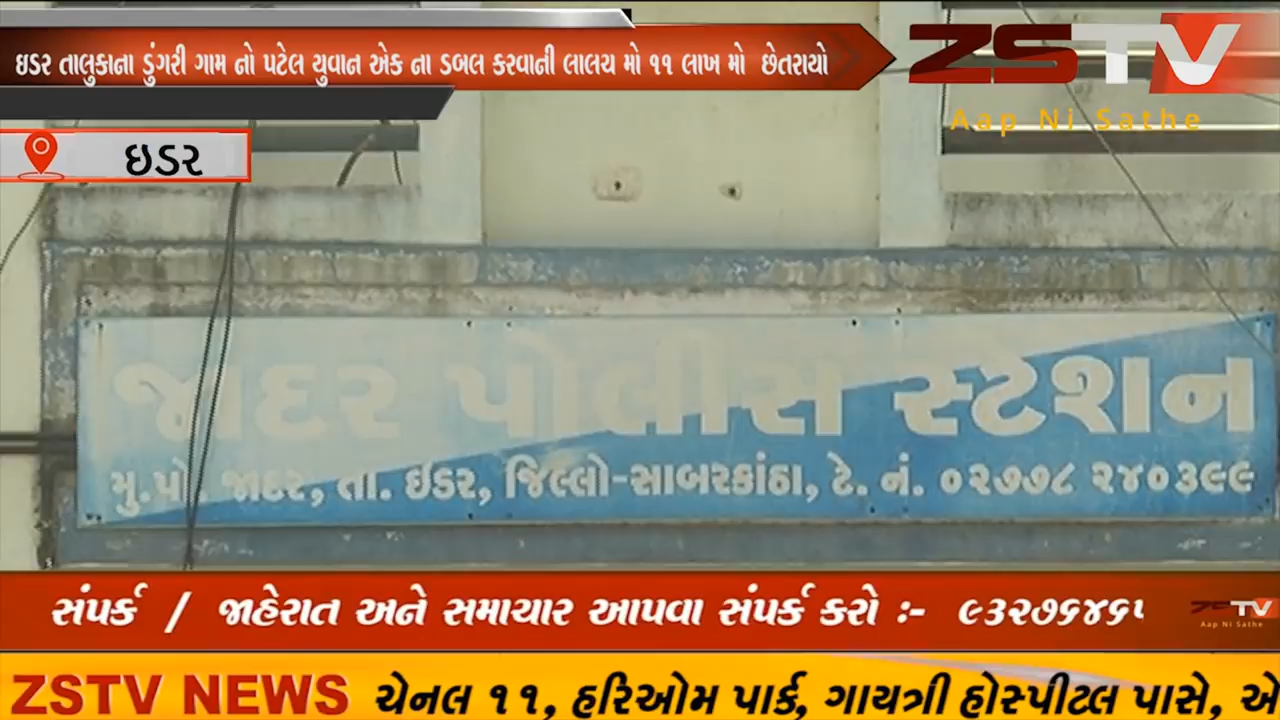 ઇડર તાલુકાના ડુંગરી ગામ નો પટેલ યુવાન એક ના ડબલ કરવાની લાલચ મો ૧૧ લાખ મો છેતરાયો
ZSTV
Aap Ni Sathe
ઇડર
જાદર પોલીસ સ્ટેશન
મુ.પો. જાદર, તા. ઇડર, જિલ્લો-સાબરકાંઠા, ટે. નં. ૦૨૭૭૮ ૨૪૦૩૯૯
સંપર્ક / જાહેરાત અને સમાચાર આપવા સંપર્ક કરો :- ૯૩૨૭૬૪૬૫
ZSTV
Aap Ni Sathe
ZSTV NEWS ચેનલ ૧૧, હરિઓમ પાર્ક, ગાયત્રી હોસ્પીટલ પાસે, એ